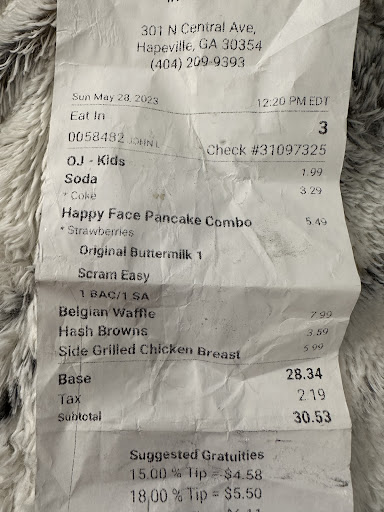 301 N Central Ave,
Hapeville, GA 30354
(404) 209-9393
Sun May 28, 2023 12:20 PM EDT
Eat In 3
0058482 JOHN L Check #31097325
OJ - Kids 1.99
Soda 3.29
* Coke
Happy Face Pancake Combo 5.49
* Strawberries
Original Buttermilk 1
Scram Easy
1 BAC/1 SA
Belgian Waffle 7.99
Hash Browns 3.59
Side Grilled Chicken Breast 5.99
Base 28.34
Tax 2.19
Subtotal 30.53
Suggested Gratuities
15.00 % Tip = $4.58
18.00 % Tip = $5.50